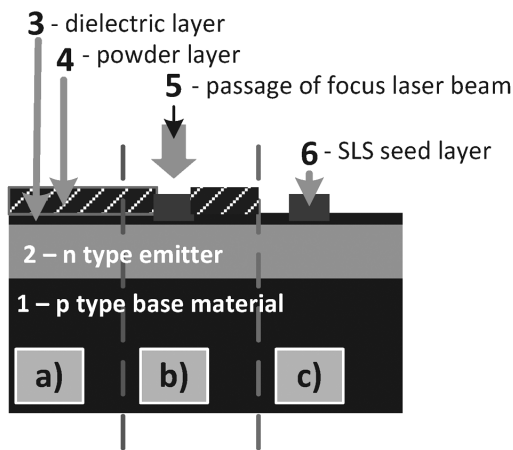 3 - dielectric layer
4 - powder layer
5 - passage of focus laser beam
6 - SLS seed layer
2 – n type emitter
1 – p type base material
a) b) c)